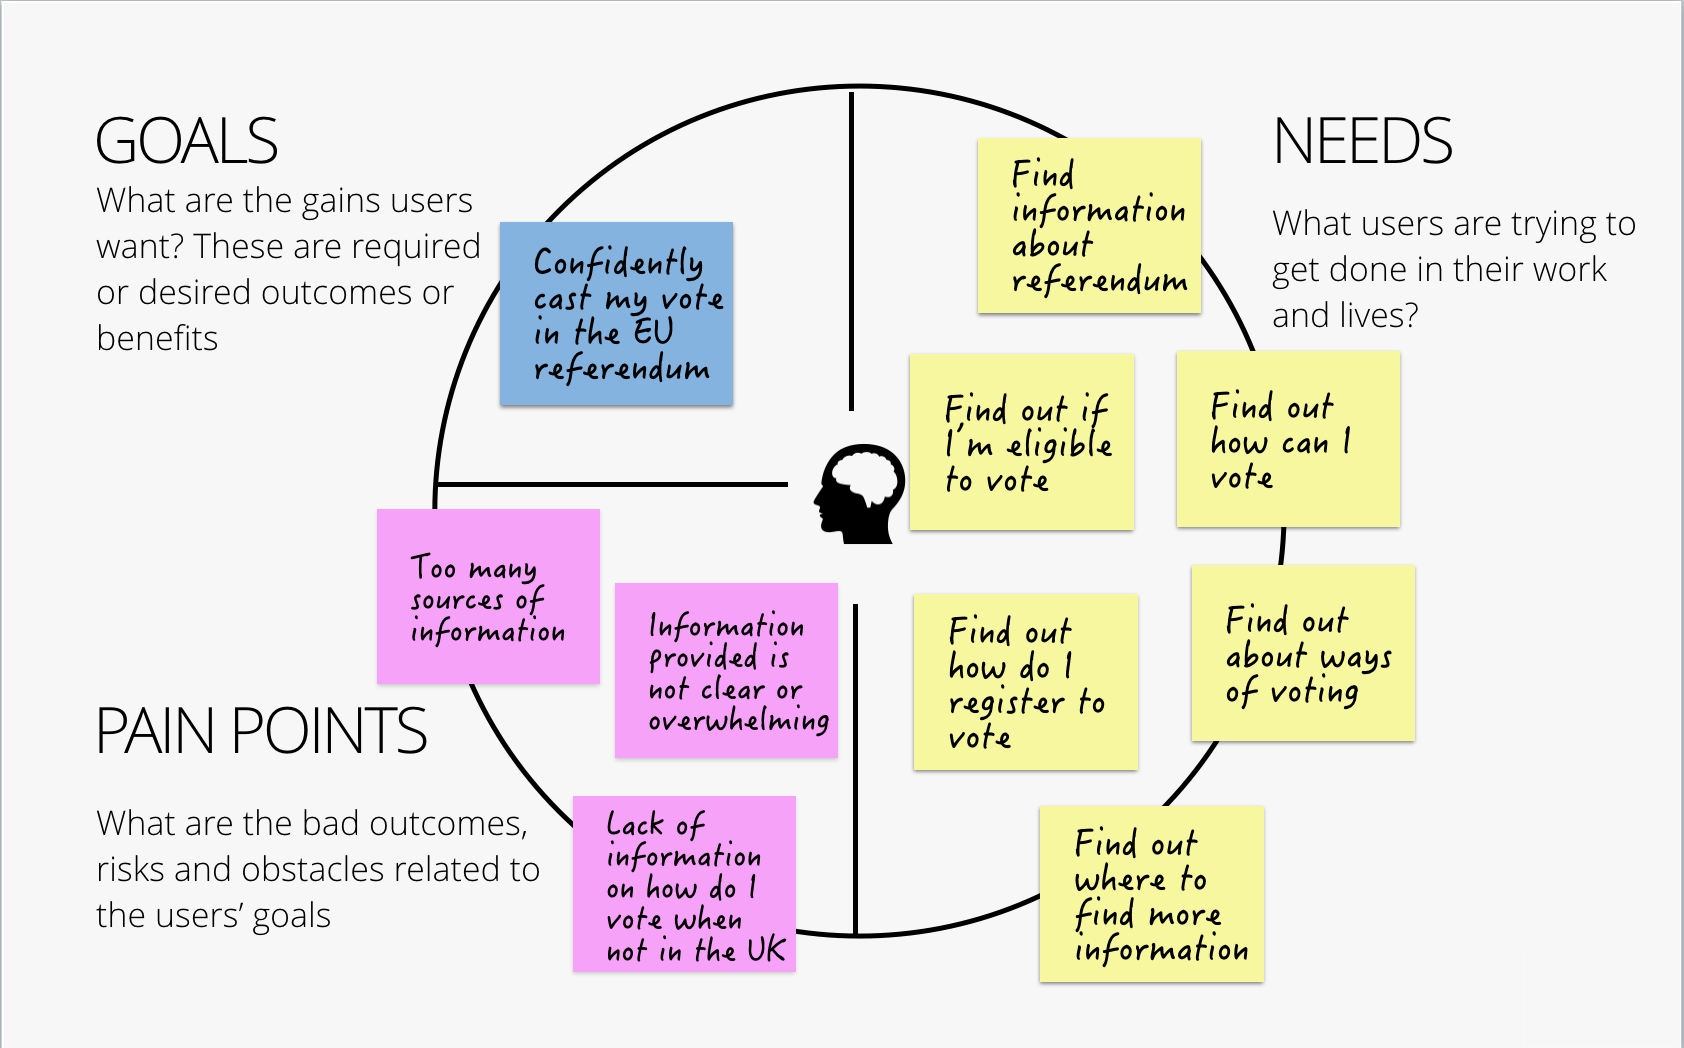 GOALS
What are the gains users
want? These are required
or desired outcomes or
benefits
Confidently
cast my vote
in the EU
referendum
NEEDS
What users are trying to
get done in their work
and lives?
Find
information
about
referendum
Find out if
I'm eligible
to vote
Find out
how can I
vote
Find out
how do I
register to
vote
Find out
about ways
of voting
Find out
where to
find more
information
PAIN POINTS
What are the bad outcomes,
risks and obstacles related to
the users’ goals
Too many
sources of
information
Information
provided is
not clear or
overwhelming
Lack of
information
on how do I
vote when
not in the UK